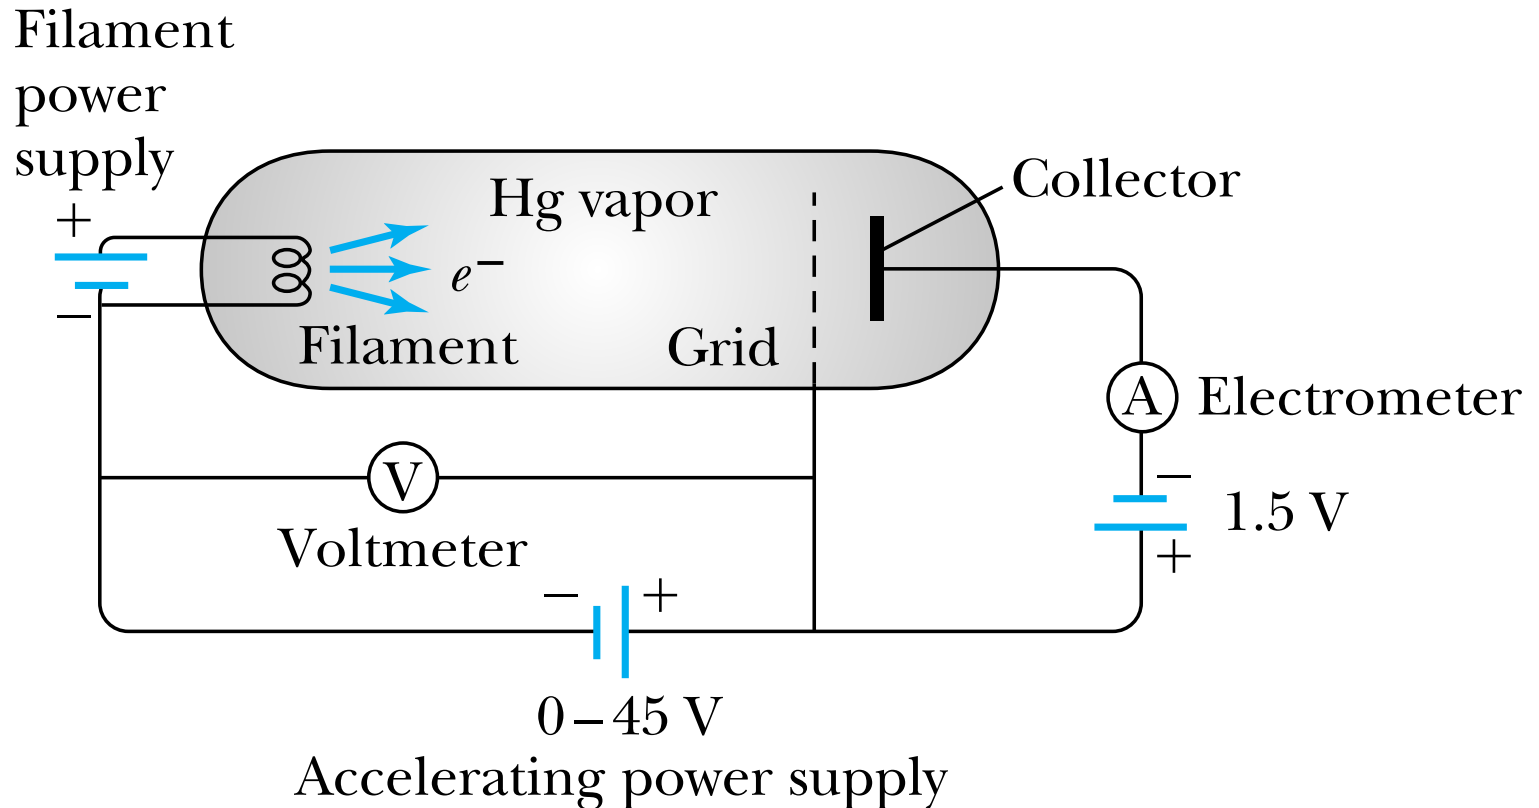 Filament
power
supply
+
−
Hg vapor
e−
Filament
Grid
Collector
A
Electrometer
−
1.5 V
+
V
Voltmeter
− +
0–45 V
Accelerating power supply